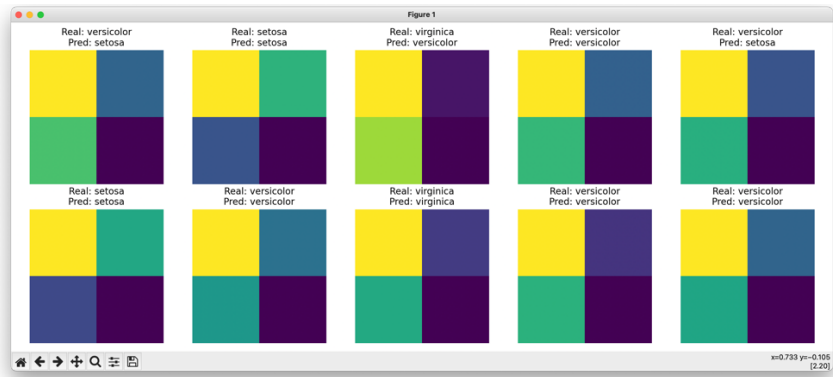 Figure 1
Real: versicolor
Pred: setosa
Real: setosa
Pred: setosa
Real: virginica
Pred: versicolor
Real: versicolor
Pred: versicolor
Real: versicolor
Pred: setosa
Real: setosa
Pred: setosa
Real: versicolor
Pred: versicolor
Real: virginica
Pred: virginica
Real: versicolor
Pred: versicolor
Real: versicolor
Pred: versicolor
x=0.733 y=−0.105
[2.20]